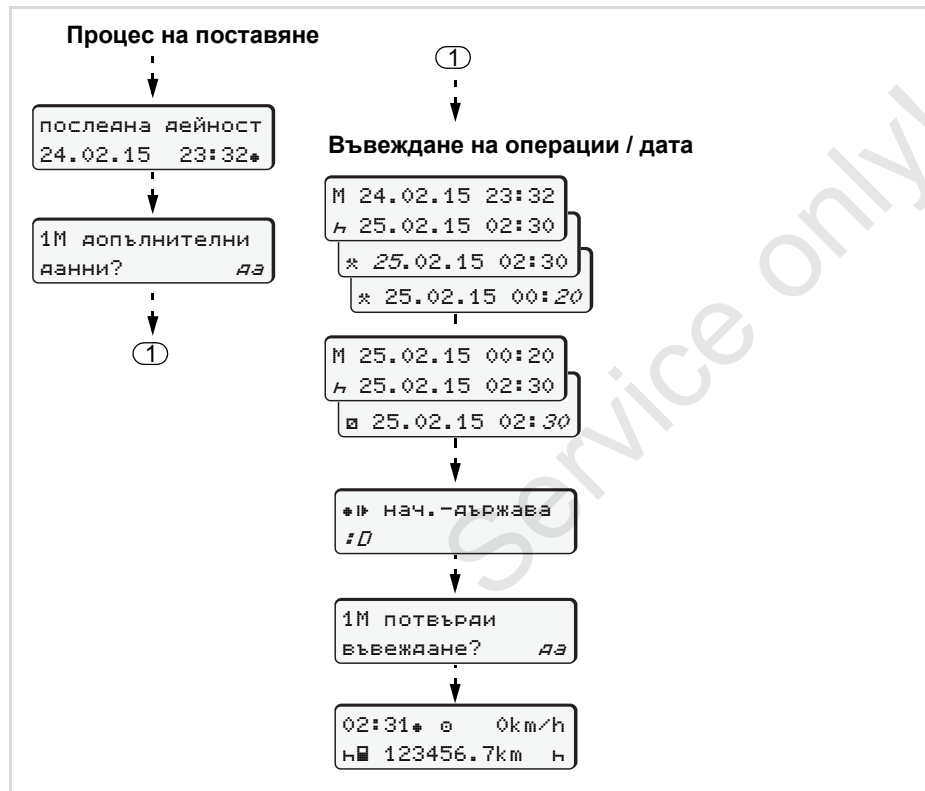 Процес на поставяне
последна дейност
24.02.15 23:32
1M допълнителни
данни? да
1
1
Въвеждане на операции / дата
M 24.02.15 23:32
25.02.15 02:30
25.02.15 02:30
25.02.15 00:20
M 25.02.15 00:20
25.02.15 02:30
25.02.15 02:30
нач.-държава
:D
1M потвърди
въвеждане? да
02:31 0km/h
123456.7km
Service only!